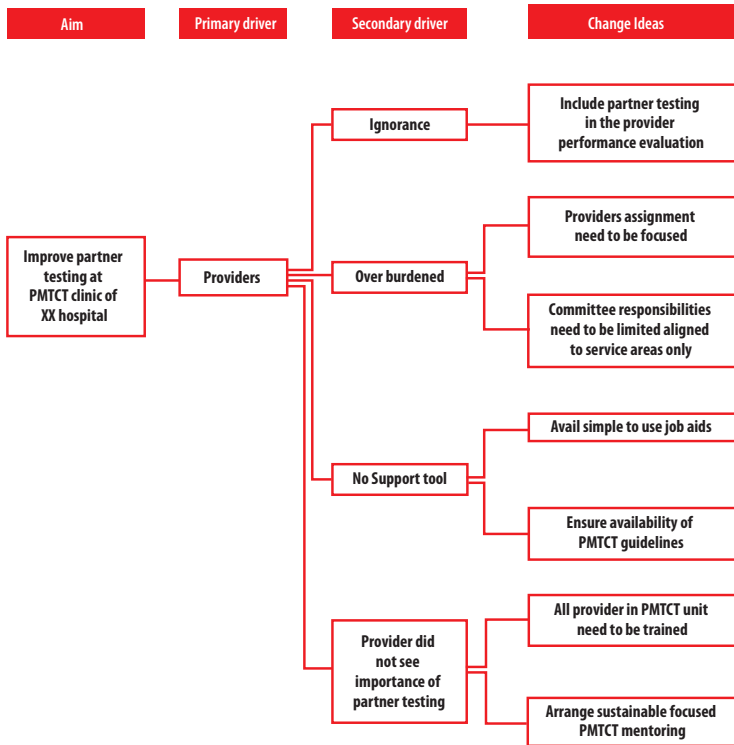 Aim
Primary driver
Secondary driver
Change Ideas
Ignorance
Include partner testing
in the provider
performance evaluation
Improve partner
testing at
PMTCT clinic of
XX hospital
Providers
Over burdened
Providers assignment
need to be focused
Committee responsibilities
need to be limited aligned
to service areas only
No Support tool
Avail simple to use job aids
Ensure availability of
PMTCT guidelines
Provider did
not see
importance of
partner testing
All provider in PMTCT unit
need to be trained
Arrange sustainable focused
PMTCT mentoring